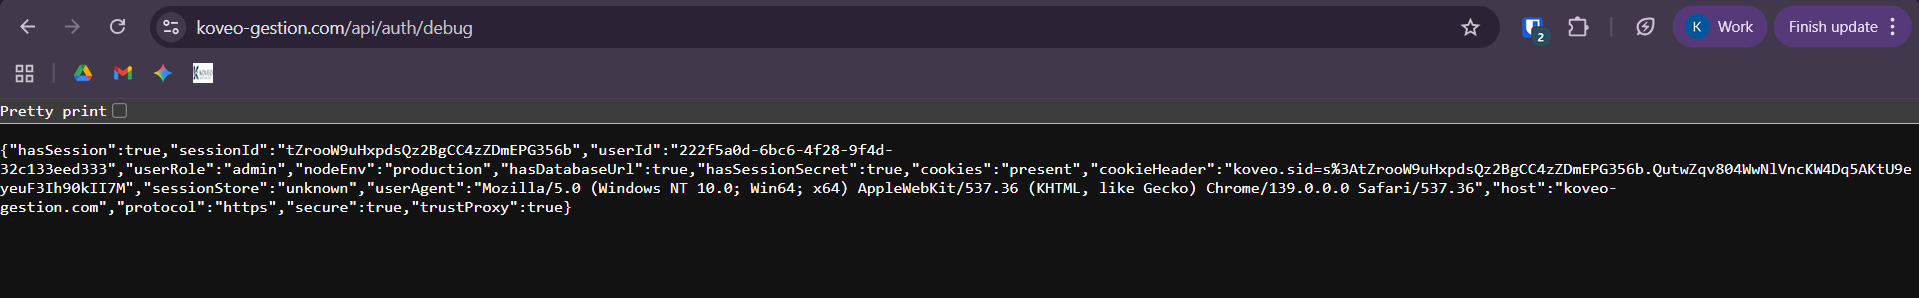 koveo-gestion.com/api/auth/debug
2
K
Work
Finish update
KOVEO
Pretty print
{"hasSession":true,"sessionId":"tZrooW9uHxpdsQz2BgCC4zZDmEPG356b","userId":"222f5a0d-6bc6-4f28-9f4d-
32c133eed333","userRole":"admin","nodeEnv":"production","hasDatabaseUrl":true,"hasSessionSecret":true,"cookies":"present","cookieHeader":"koveo.sid=s%3AtZrooW9uHxpdsQz2BgCC4zZDmEPG356b.QutwZqv804WwNlVncKW4Dq5AKtU9e
yeuF3Ih90kII7M","sessionStore":"unknown","userAgent":"Mozilla/5.0 (Windows NT 10.0; Win64; x64) AppleWebKit/537.36 (KHTML, like Gecko) Chrome/139.0.0.0 Safari/537.36","host":"koveo-
gestion.com","protocol":"https","secure":true,"trustProxy":true}